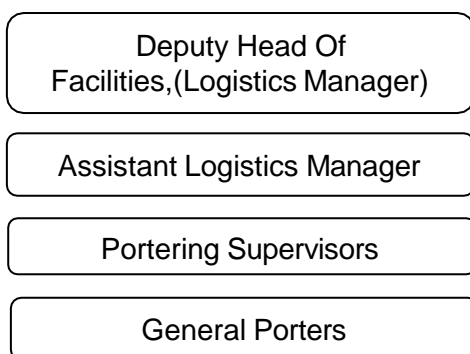 Deputy Head Of
Facilities,(Logistics Manager)
Assistant Logistics Manager
Portering Supervisors
General Porters